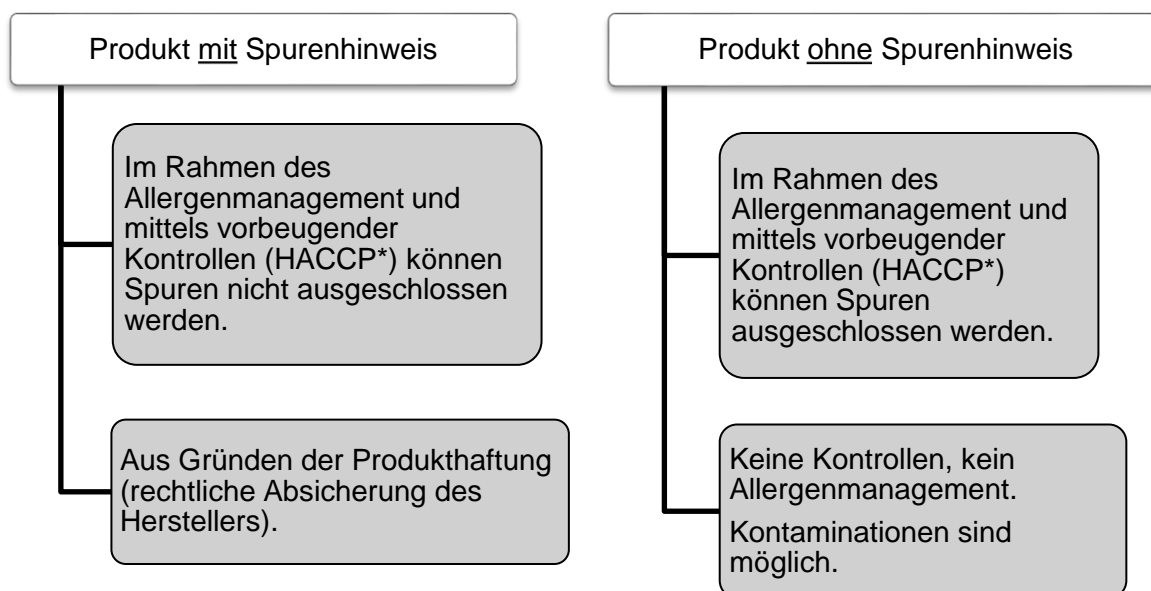 Produkt mit Spurenhinweis
Im Rahmen des
Allergenmanagement und
mittels vorbeugender
Kontrollen (HACCP*) können
Spuren nicht ausgeschlossen
werden.
Aus Gründen der Produkthaftung
(rechtliche Absicherung des
Herstellers).
Produkt ohne Spurenhinweis
Im Rahmen des
Allergenmanagement und
mittels vorbeugender
Kontrollen (HACCP*)
können Spuren
ausgeschlossen werden.
Keine Kontrollen, kein
Allergenmanagement.
Kontaminationen sind
möglich.